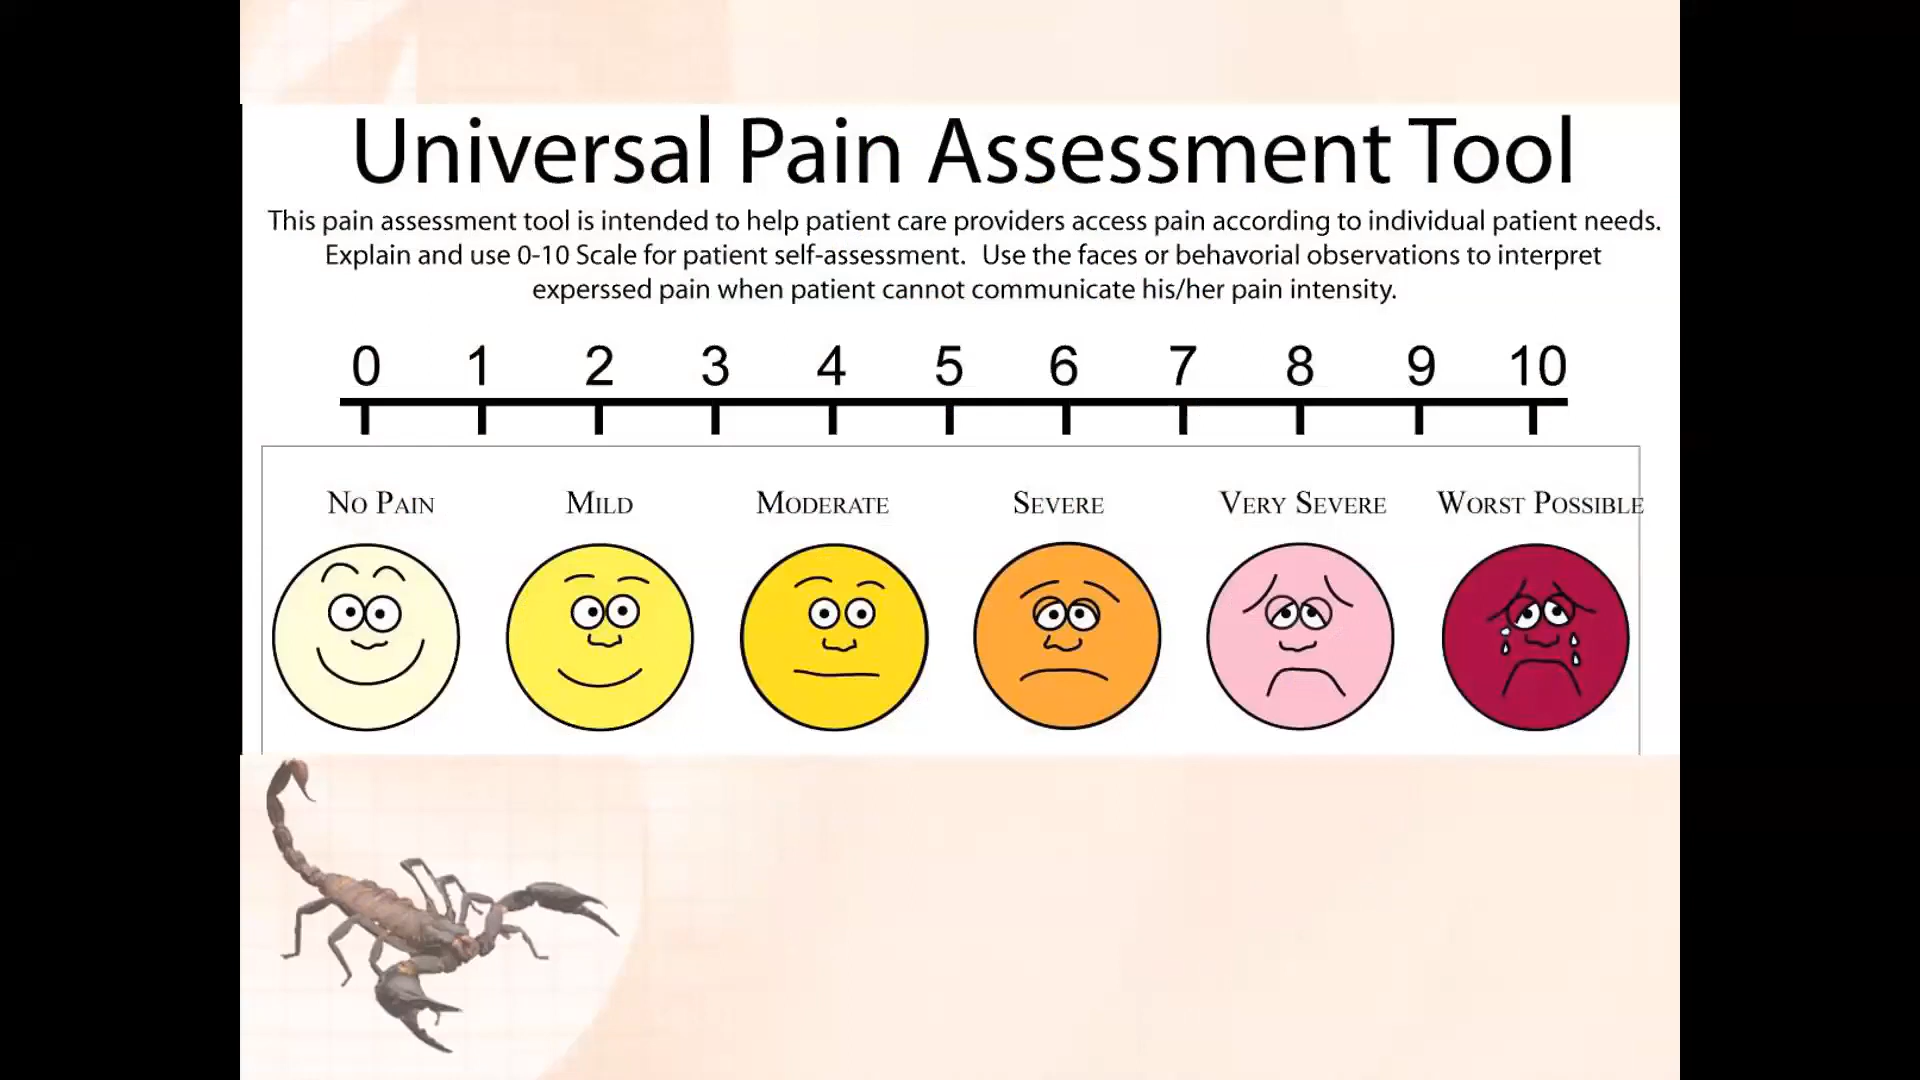 Universal Pain Assessment Tool
This pain assessment tool is intended to help patient care providers access pain according to individual patient needs.
Explain and use 0-10 Scale for patient self-assessment. Use the faces or behavorial observations to interpret
experssed pain when patient cannot communicate his/her pain intensity.
0 1 2 3 4 5 6 7 8 9 10
NO PAIN MILD MODERATE SEVERE VERY SEVERE WORST POSSIBLE